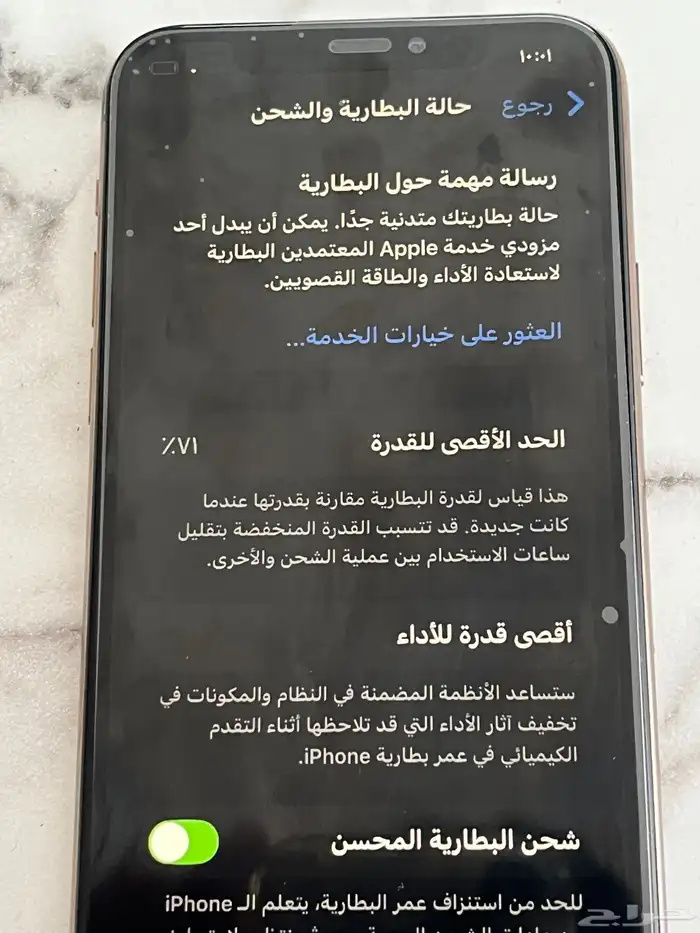 ١٠:٠١
رجوع
حالة البطارية والشحن
رسالة مهمة حول البطارية
حالة بطاريتك متدنية جدًا. يمكن أن يبدل أحد
مزودي خدمة Apple المعتمدين البطارية
لاستعادة الأداء والطاقة القصويين.
العثور على خيارات الخدمة...
الحد الأقصى للقدرة ٧١٪
هذا قياس لقدرة البطارية مقارنة بقدرتها عندما
كانت جديدة. قد تتسبب القدرة المنخفضة بتقليل
ساعات الاستخدام بين عملية الشحن والأخرى.
أقصى قدرة للأداء
ستساعد الأنظمة المضمنة في النظام والمكونات في
تخفيف آثار الأداء التي قد تلاحظها أثناء التقدم
الكيميائي في عمر بطارية iPhone.
شحن البطارية المحسن
للحد من استنزاف عمر البطارية، يتعلم الـ iPhone
حراج